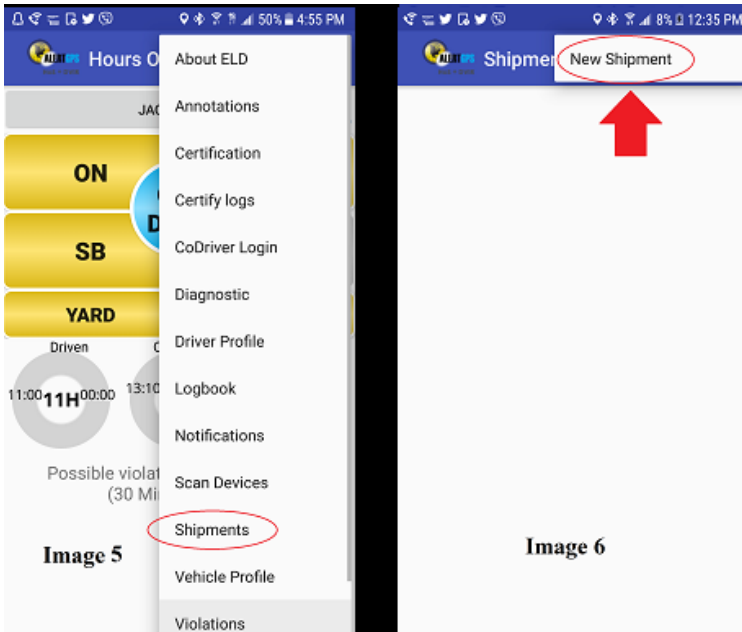 50% 4:55 PM
Hours O
JAC
ON
SB
YARD
Driven
11:00 11H 00:00
13:10
Possible violat
(30 Mi
Image 5
About ELD
Annotations
Certification
Certify logs
CoDriver Login
Diagnostic
Driver Profile
Logbook
Notifications
Scan Devices
Shipments
Vehicle Profile
Violations
8% 12:35 PM
Shipmer
New Shipment
Image 6